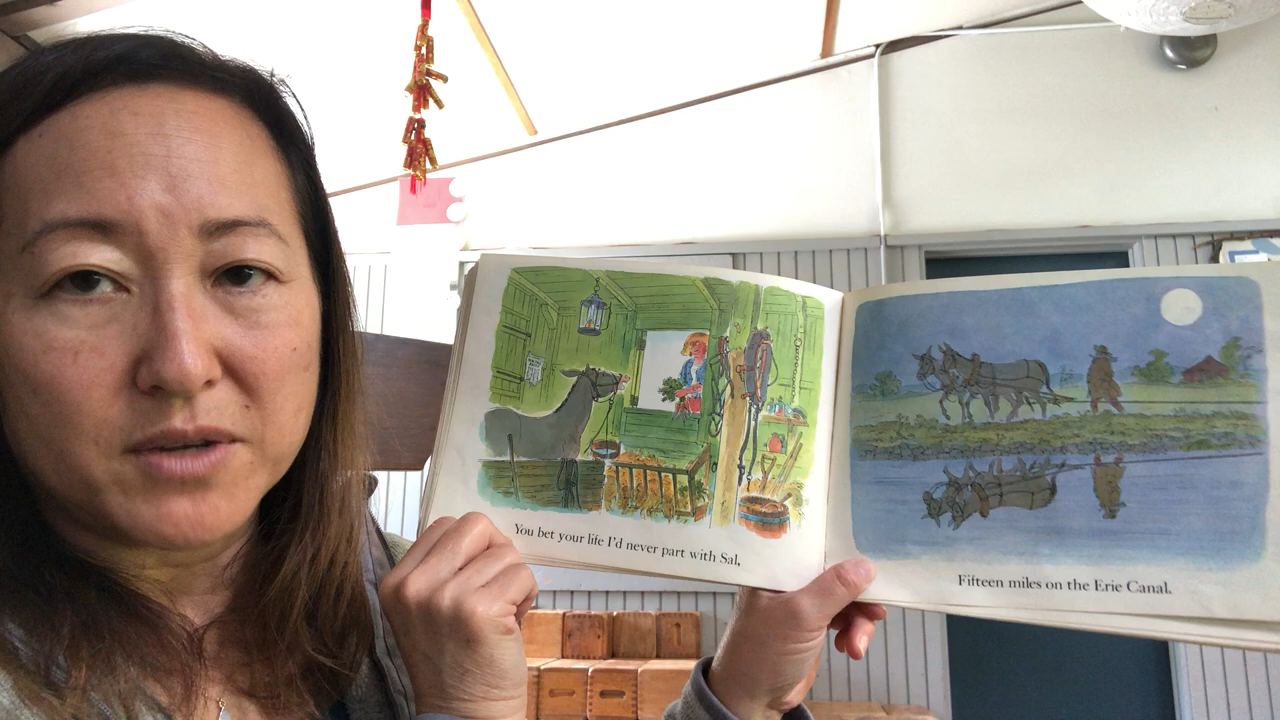 You bet your life I'd never part with Sal,
Fifteen miles on the Erie Canal.